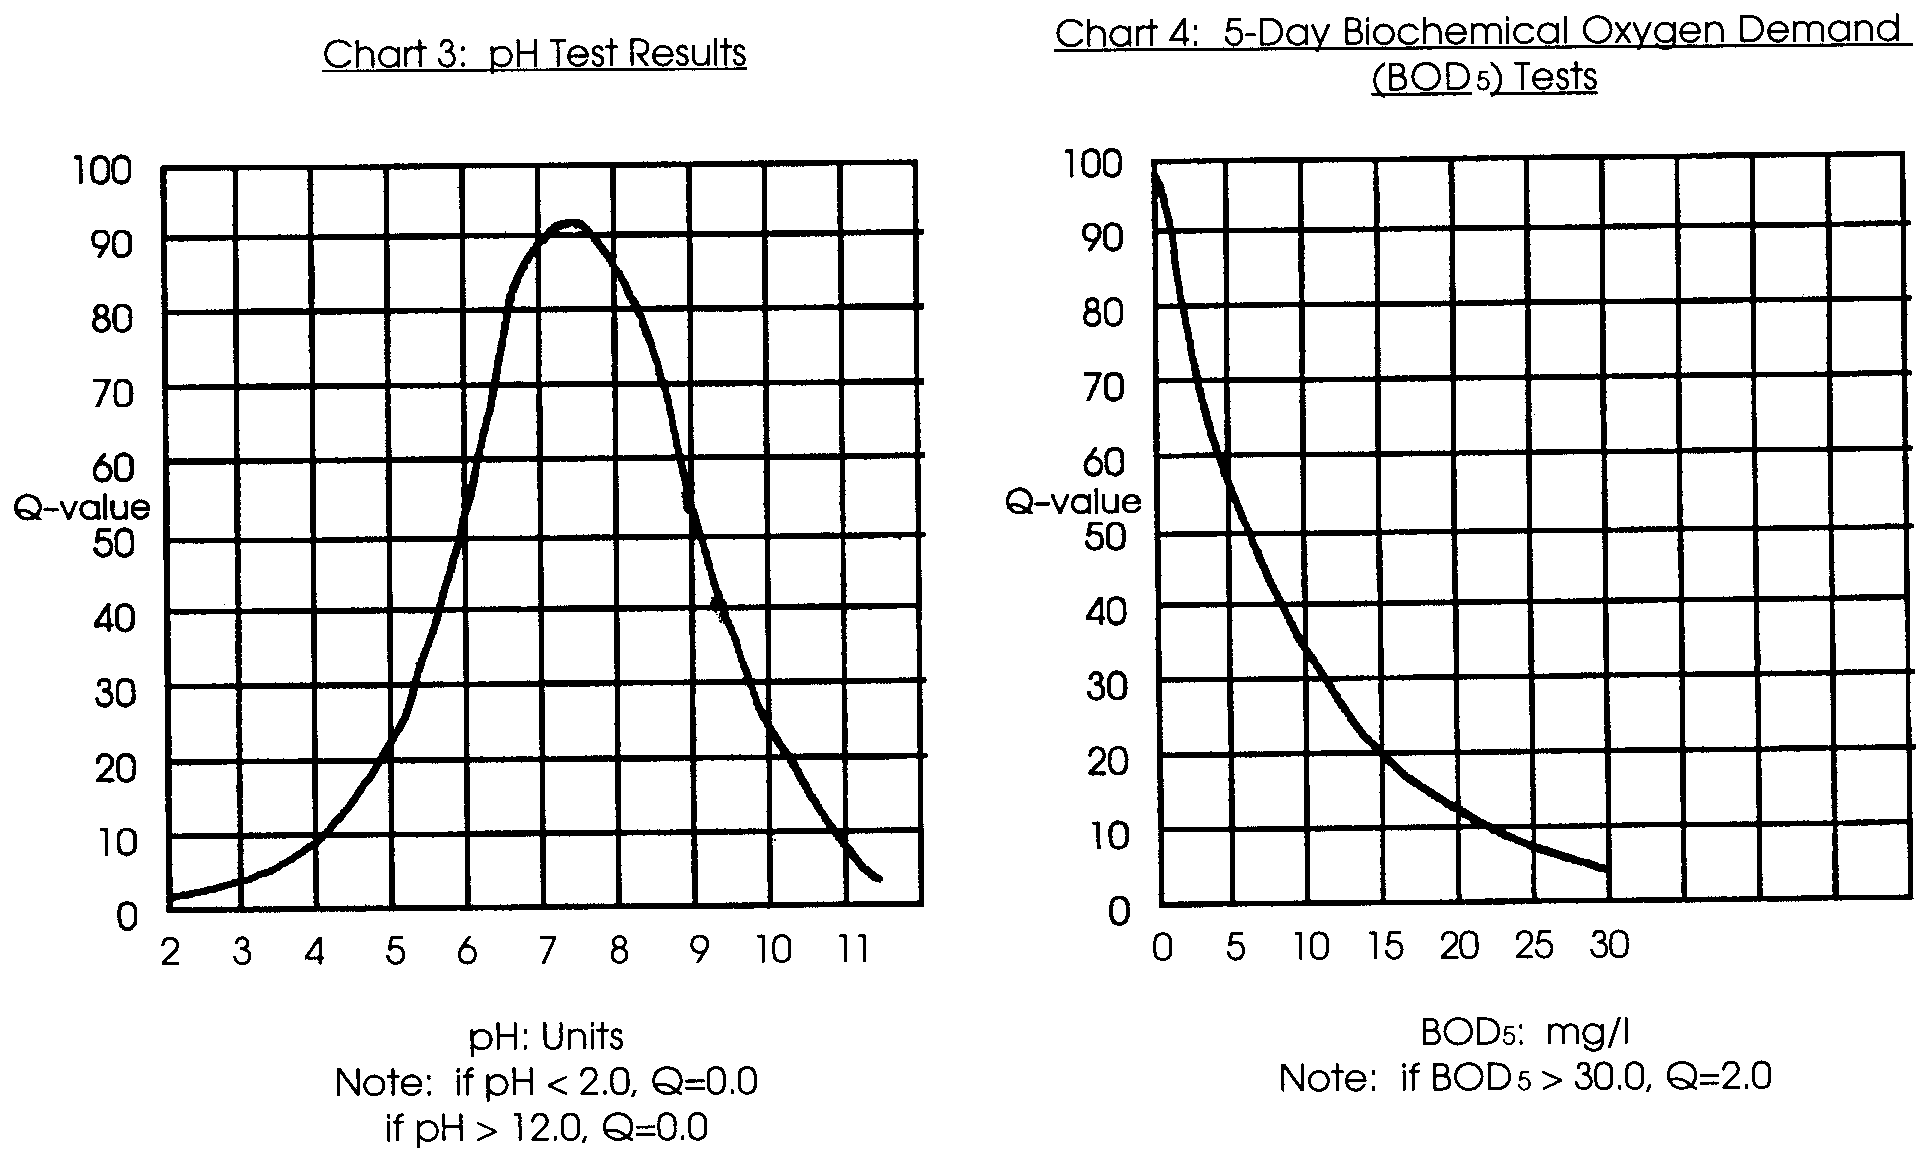 Chart 3: pH Test Results
100
90
80
70
60
Q-value
50
40
30
20
10
0
2 3 4 5 6 7 8 9 10 11
pH: Units
Note: if pH < 2.0, Q=0.0
if pH > 12.0, Q=0.0
Chart 4: 5-Day Biochemical Oxygen Demand
(BOD5) Tests
100
90
80
70
60
Q-value
50
40
30
20
10
0
0 5 10 15 20 25 30
BOD5: mg/l
Note: if BOD5 > 30.0, Q=2.0